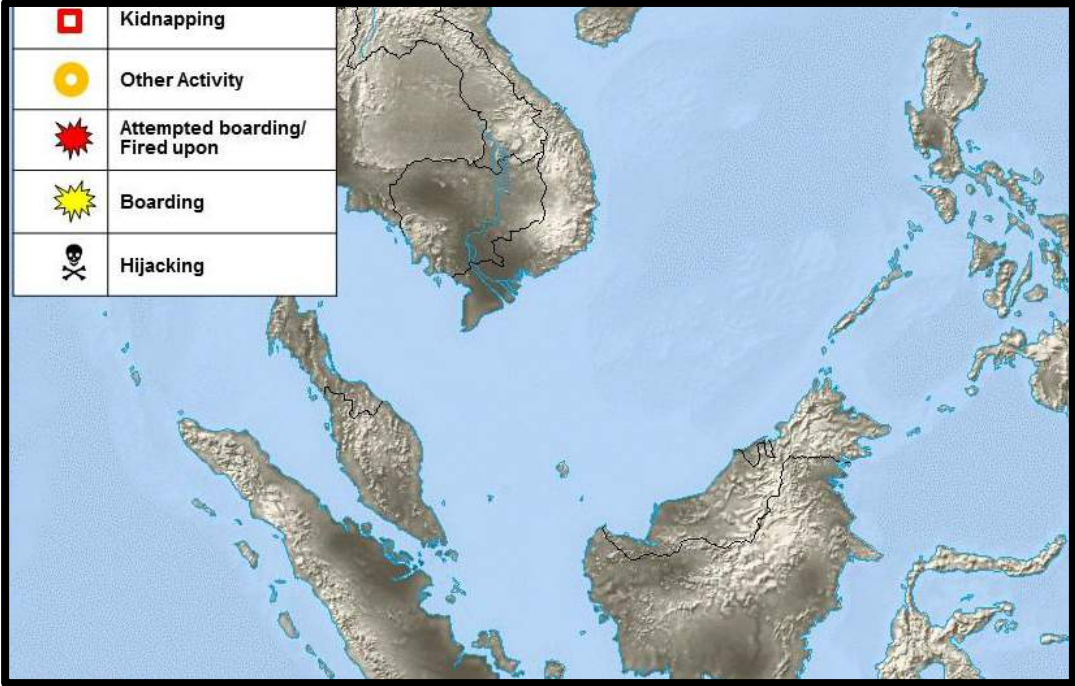 Kidnapping
Other Activity
Attempted boarding/
Fired upon
Boarding
Hijacking